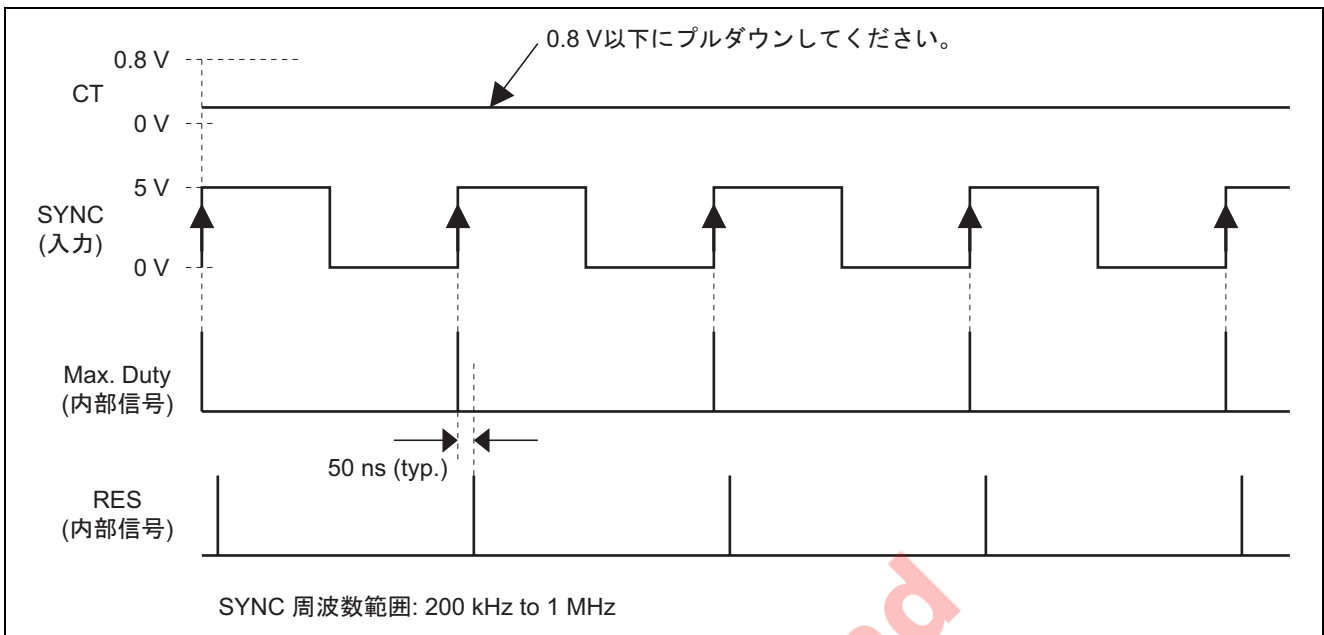 0.8 V以下にプルダウンしてください。
0.8 V
CT
0 V
5 V
SYNC
(入力)
0 V
Max. Duty
(内部信号)
50 ns (typ.)
RES
(内部信号)
SYNC 周波数範囲: 200 kHz to 1 MHz